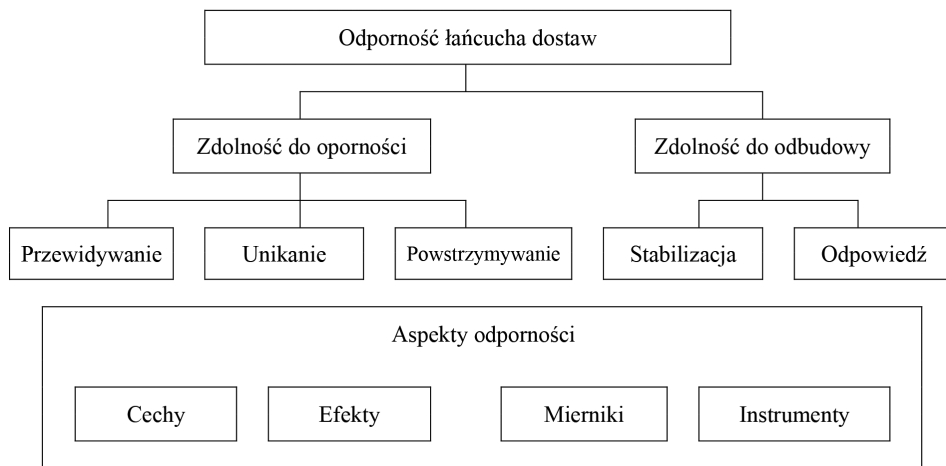 Odporność łańcucha dostaw
Zdolność do oporności
Zdolność do odbudowy
Przewidywanie
Unikanie
Powstrzymywanie
Stabilizacja
Odpowiedź
Aspekty odporności
Cechy
Efekty
Mierniki
Instrumenty